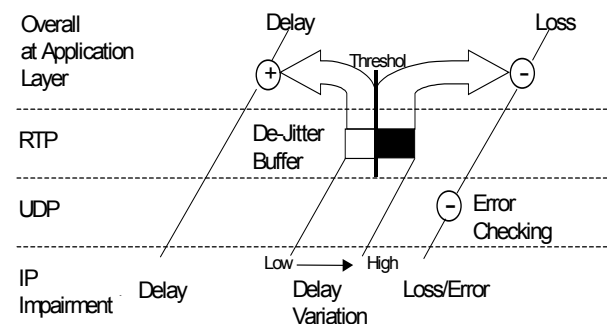 Overall
at Application
Layer
Delay
Loss
Threshol
+
-
RTP
De-Jitter
Buffer
UDP
-
Error
Checking
IP
Impairment
Delay
Low
High
Delay
Variation
Loss/Error